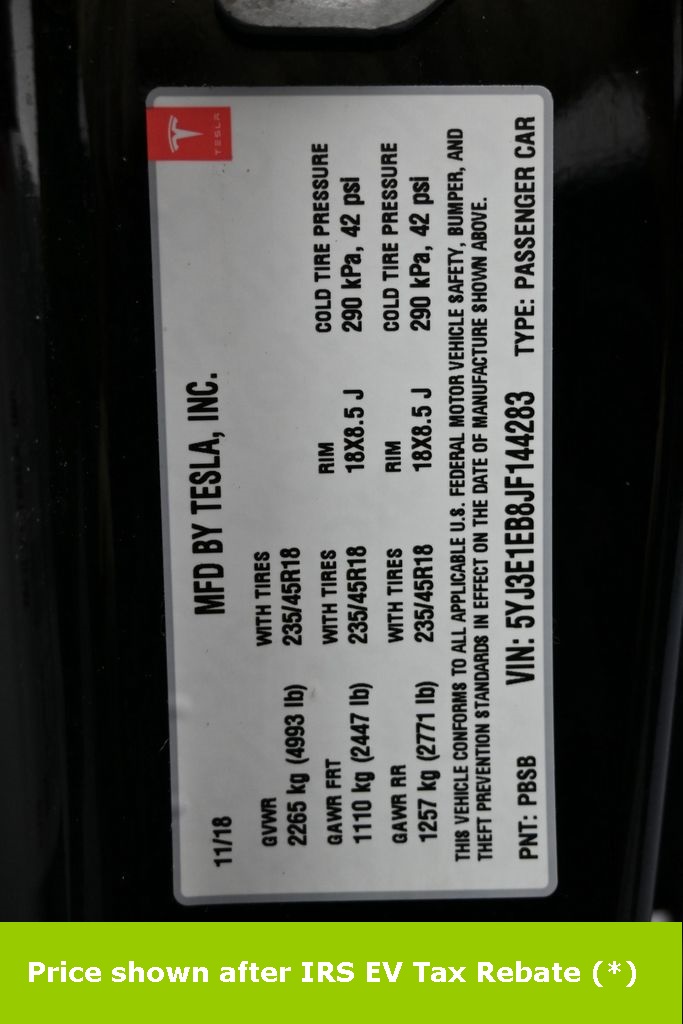 TESLA
11/18
MFD BY TESLA, INC.
GVWR WITH TIRES
2265 kg (4993 lb) 235/45R18
GAWR FRT WITH TIRES RIM COLD TIRE PRESSURE
1110 kg (2447 lb) 235/45R18 18X8.5 J 290 kPa, 42 psi
GAWR RR WITH TIRES RIM COLD TIRE PRESSURE
1257 kg (2771 lb) 235/45R18 18X8.5 J 290 kPa, 42 psi
THIS VEHICLE CONFORMS TO ALL APPLICABLE U.S. FEDERAL MOTOR VEHICLE SAFETY, BUMPER, AND
THEFT PREVENTION STANDARDS IN EFFECT ON THE DATE OF MANUFACTURE SHOWN ABOVE.
PNT: PBSB VIN: 5YJ3E1EB8JF144283 TYPE: PASSENGER CAR
Price shown after IRS EV Tax Rebate (*)